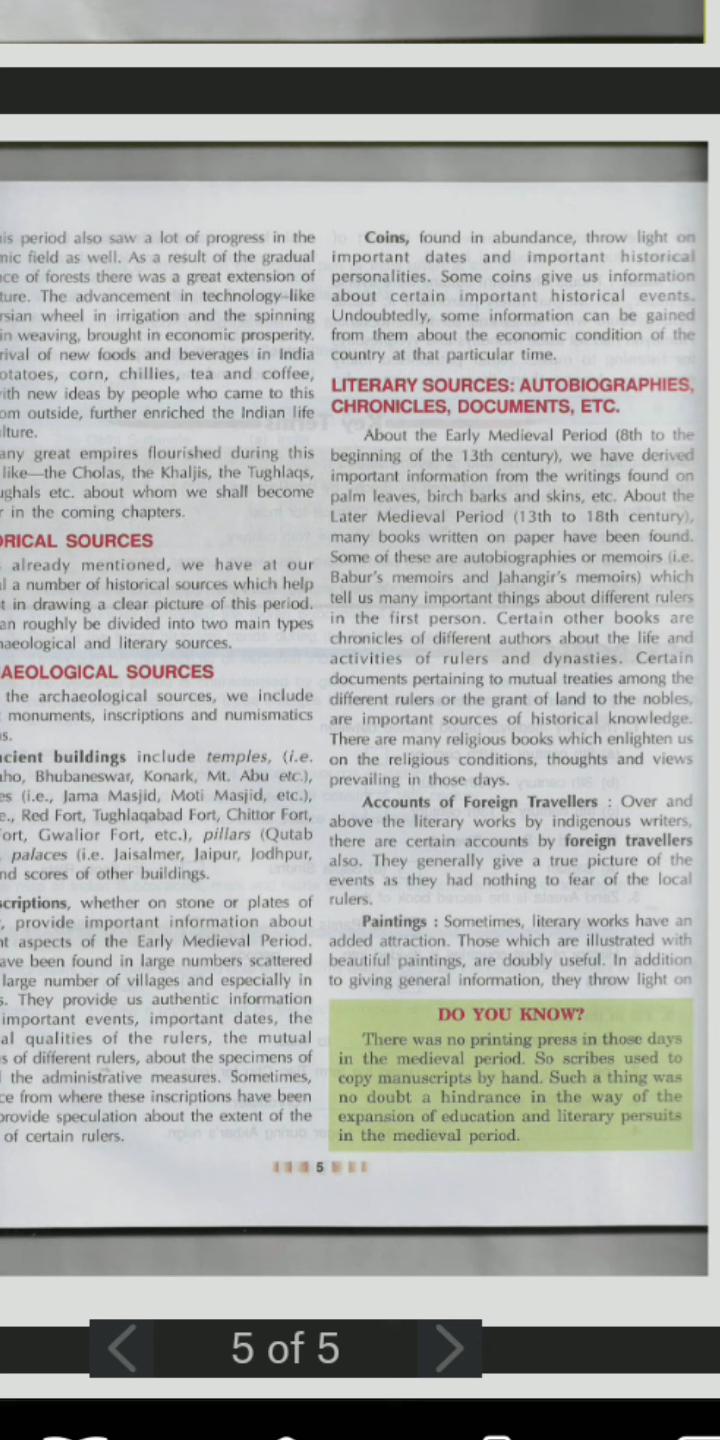 is period also saw a lot of progress in the
mic field as well. As a result of the gradual
ce of forests there was a great extension of
ture. The advancement in technology like
rsian wheel in irrigation and the spinning
in weaving, brought in economic prosperity.
rival of new foods and beverages in India
otatoes, corn, chillies, tea and coffee,
ith new ideas by people who came to this
om outside, further enriched the Indian life
lture.
any great empires flourished during this
like—the Cholas, the Khaljis, the Tughlaqs,
ughals etc. about whom we shall become
r in the coming chapters.
ORICAL SOURCES
already mentioned, we have at our
l a number of historical sources which help
t in drawing a clear picture of this period.
an roughly be divided into two main types
haeological and literary sources.
AEOLOGICAL SOURCES
the archaeological sources, we include
monuments, inscriptions and numismatics
s.
ncient buildings include temples, (i.e.
aho, Bhubaneswar, Konark, Mt. Abu etc.),
es (i.e., Jama Masjid, Moti Masjid, etc.),
e., Red Fort, Tughlaqabad Fort, Chittor Fort,
Fort, Gwalior Fort, etc.), pillars (Qutab
palaces (i.e. Jaisalmer, Jaipur, Jodhpur,
nd scores of other buildings.
scriptions, whether on stone or plates of
, provide important information about
nt aspects of the Early Medieval Period.
ave been found in large numbers scattered
large number of villages and especially in
s. They provide us authentic information
important events, important dates, the
al qualities of the rulers, the mutual
s of different rulers, about the specimens of
the administrative measures. Sometimes,
ce from where these inscriptions have been
provide speculation about the extent of the
of certain rulers.
Coins, found in abundance, throw light on
important dates and important historical
personalities. Some coins give us information
about certain important historical events.
Undoubtedly, some information can be gained
from them about the economic condition of the
country at that particular time.
LITERARY SOURCES: AUTOBIOGRAPHIES,
CHRONICLES, DOCUMENTS, ETC.
About the Early Medieval Period (8th to the
beginning of the 13th century), we have derived
important information from the writings found on
palm leaves, birch barks and skins, etc. About the
Later Medieval Period (13th to 18th century),
many books written on paper have been found.
Some of these are autobiographies or memoirs (i.e.
Babur's memoirs and Jahangir's memoirs) which
tell us many important things about different rulers
in the first person. Certain other books are
chronicles of different authors about the life and
activities of rulers and dynasties. Certain
documents pertaining to mutual treaties among the
different rulers or the grant of land to the nobles,
are important sources of historical knowledge.
There are many religious books which enlighten us
on the religious conditions, thoughts and views
prevailing in those days.
Accounts of Foreign Travellers : Over and
above the literary works by indigenous writers,
there are certain accounts by foreign travellers
also. They generally give a true picture of the
events as they had nothing to fear of the local
rulers.
Paintings : Sometimes, literary works have an
added attraction. Those which are illustrated with
beautiful paintings, are doubly useful. In addition
to giving general information, they throw light on
DO YOU KNOW?
There was no printing press in those days
in the medieval period. So scribes used to
copy manuscripts by hand. Such a thing was
no doubt a hindrance in the way of the
expansion of education and literary persuits
in the medieval period.
5
5 of 5